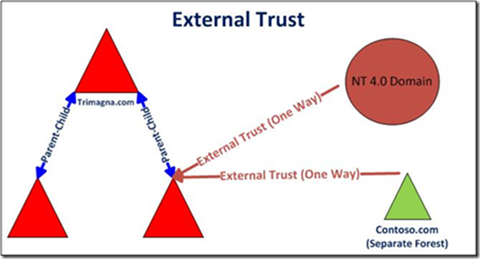 External Trust
Trimagna.com
Parent-Child
Parent-Child
NT 4.0 Domain
External Trust (One Way)
External Trust (One Way)
Contoso.com
(Separate Forest)